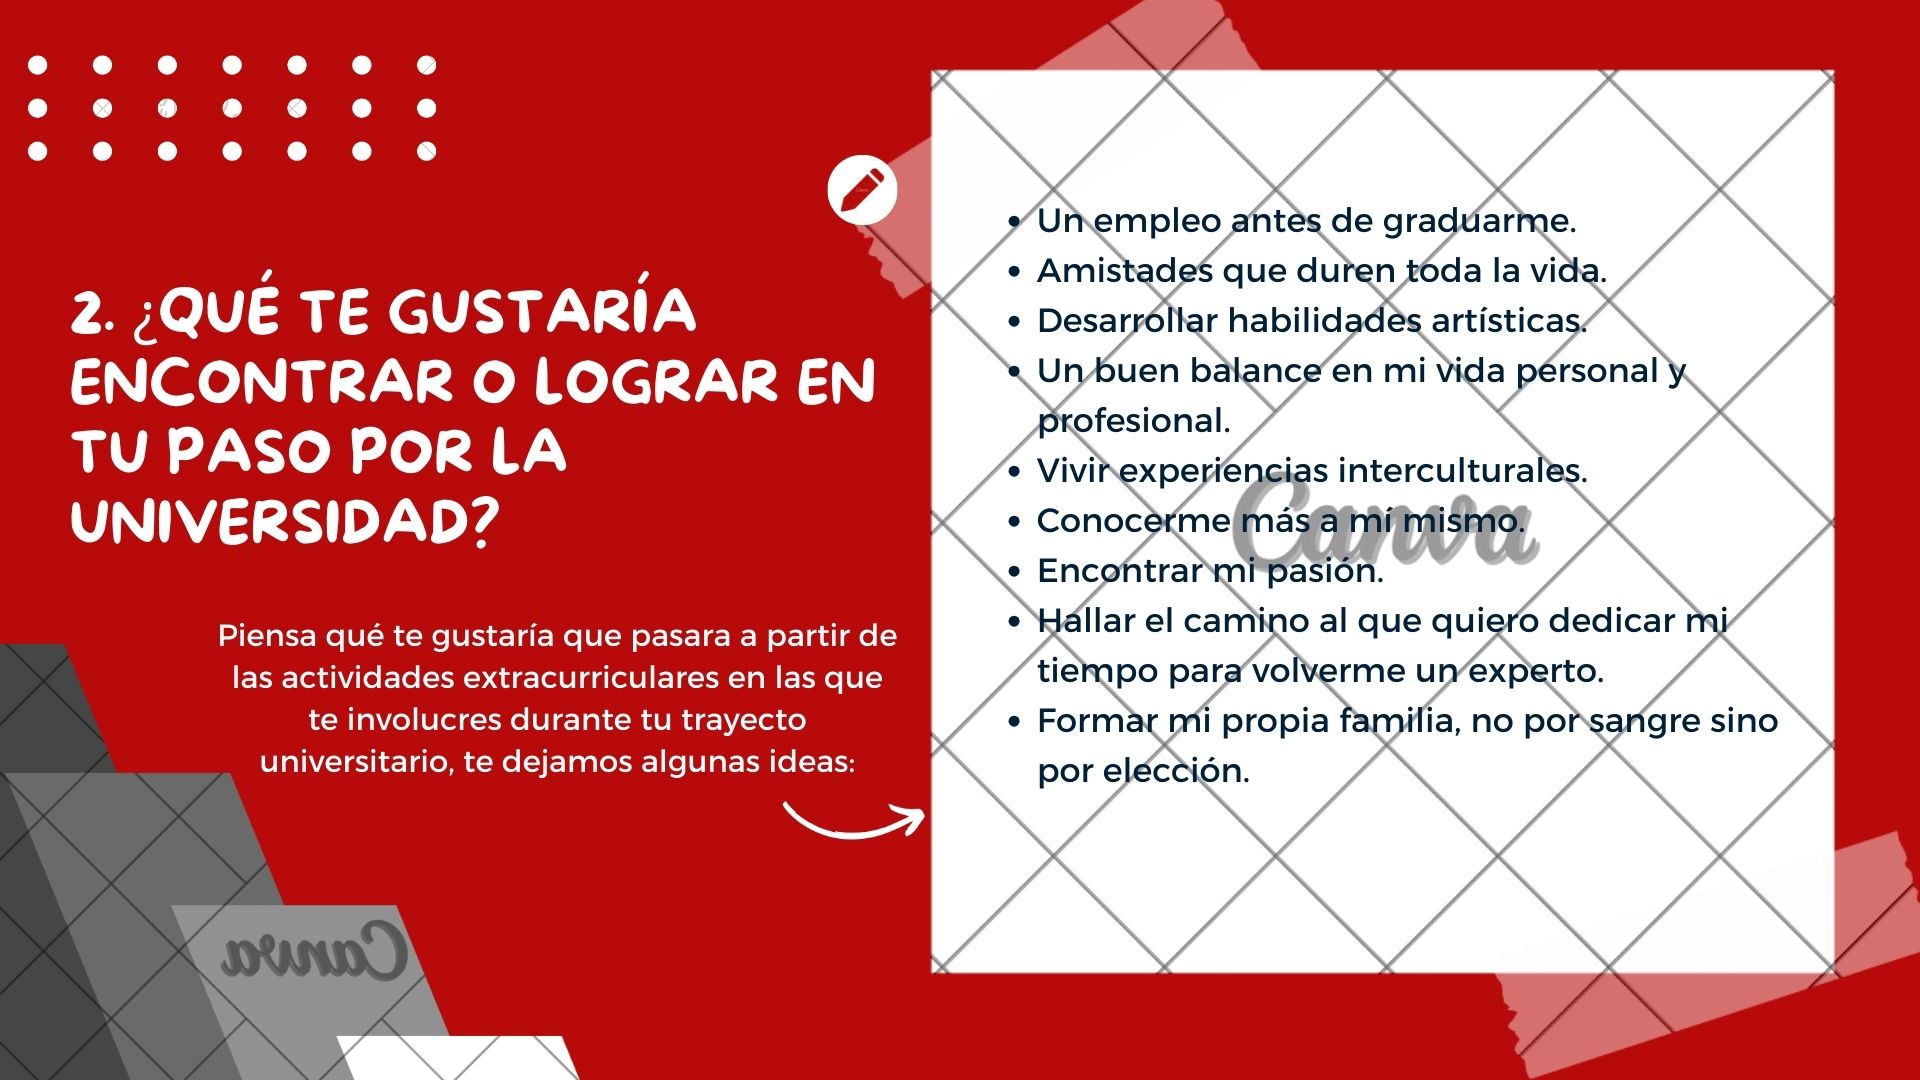 2. ¿QUÉ TE GUSTARÍA
ENCONTRAR O LOGRAR EN
TU PASO POR LA
UNIVERSIDAD?
Piensa qué te gustaría que pasara a partir de
las actividades extracurriculares en las que
te involucres durante tu trayecto
universitario, te dejamos algunas ideas:
• Un empleo antes de graduarme.
• Amistades que duren toda la vida.
• Desarrollar habilidades artísticas.
• Un buen balance en mi vida personal y
profesional.
• Vivir experiencias interculturales.
• Conocerme más a mí mismo.
• Encontrar mi pasión.
• Hallar el camino al que quiero dedicar mi
tiempo para volverme un experto.
• Formar mi propia familia, no por sangre sino
por elección.
Canva
Canva